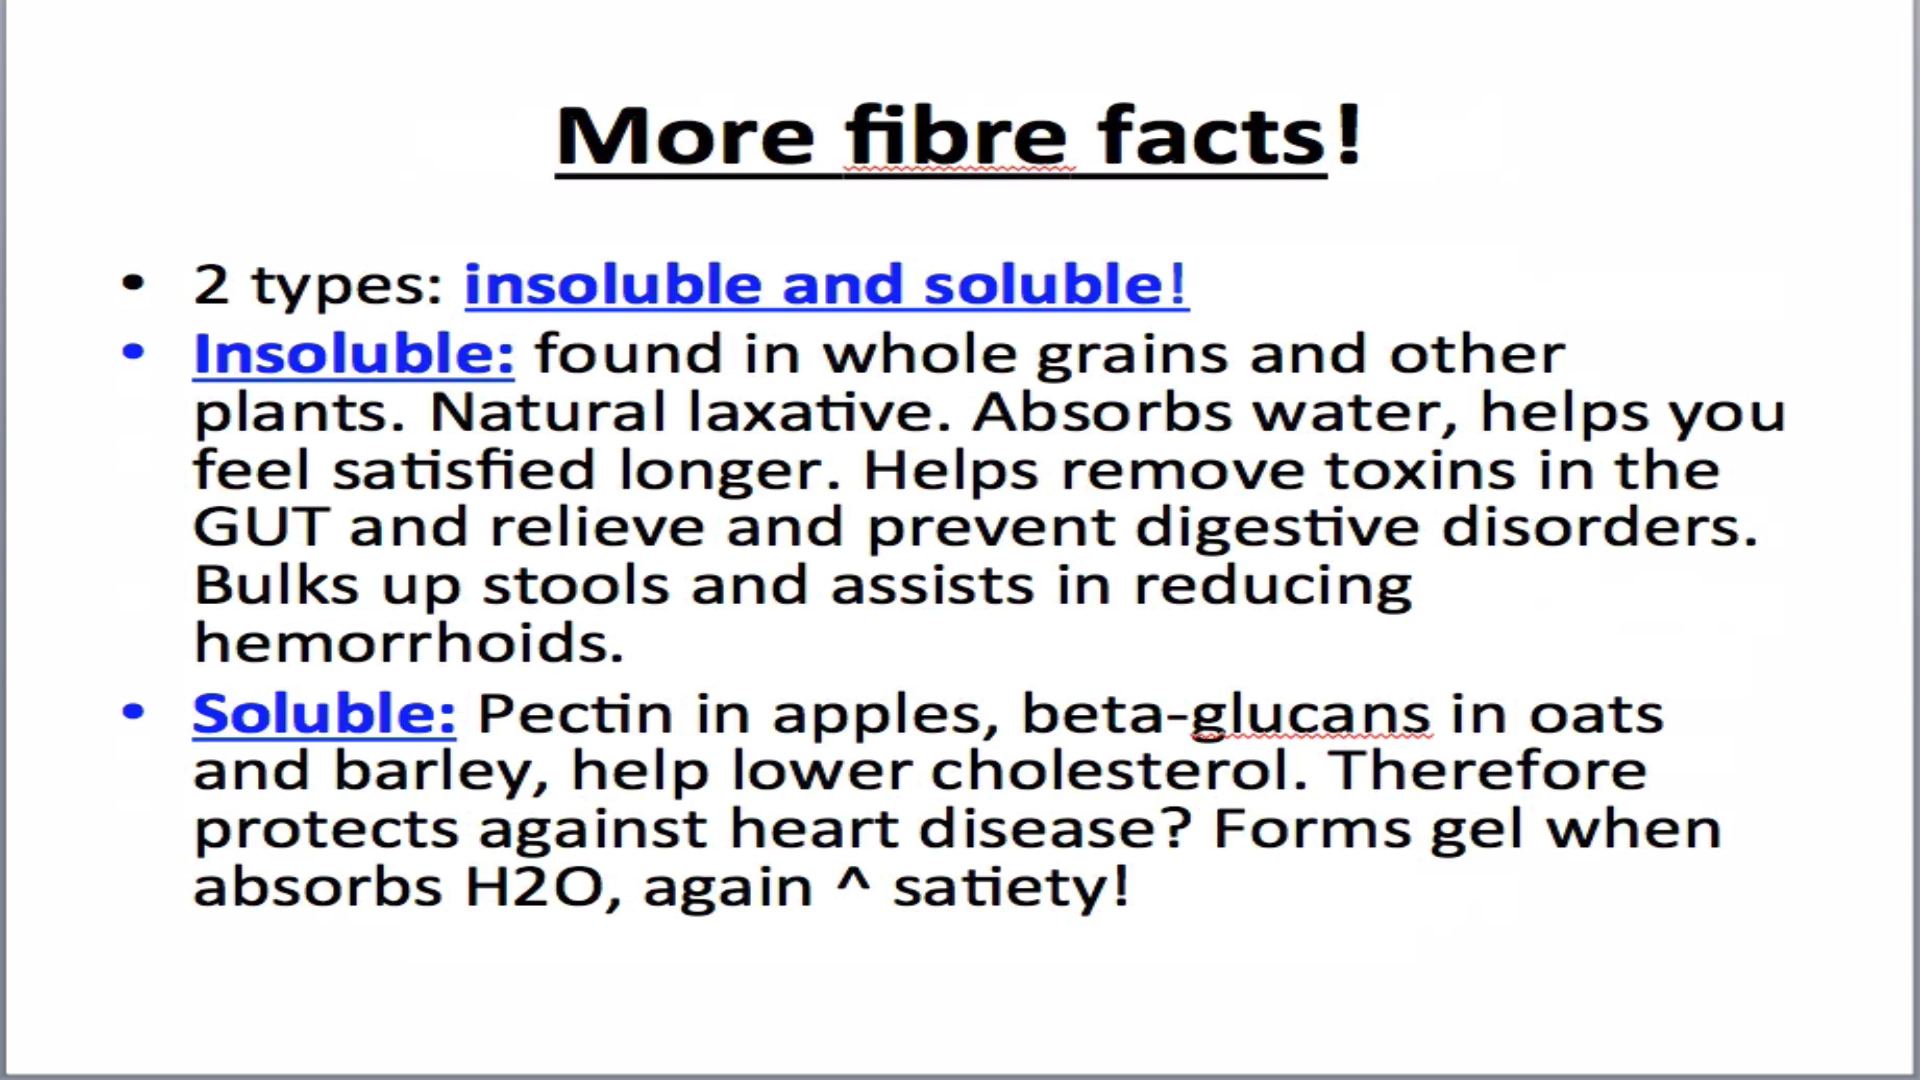 More fibre facts!
• 2 types: insoluble and soluble!
• Insoluble: found in whole grains and other
plants. Natural laxative. Absorbs water, helps you
feel satisfied longer. Helps remove toxins in the
GUT and relieve and prevent digestive disorders.
Bulks up stools and assists in reducing
hemorrhoids.
• Soluble: Pectin in apples, beta-glucans in oats
and barley, help lower cholesterol. Therefore
protects against heart disease? Forms gel when
absorbs H2O, again ^ satiety!